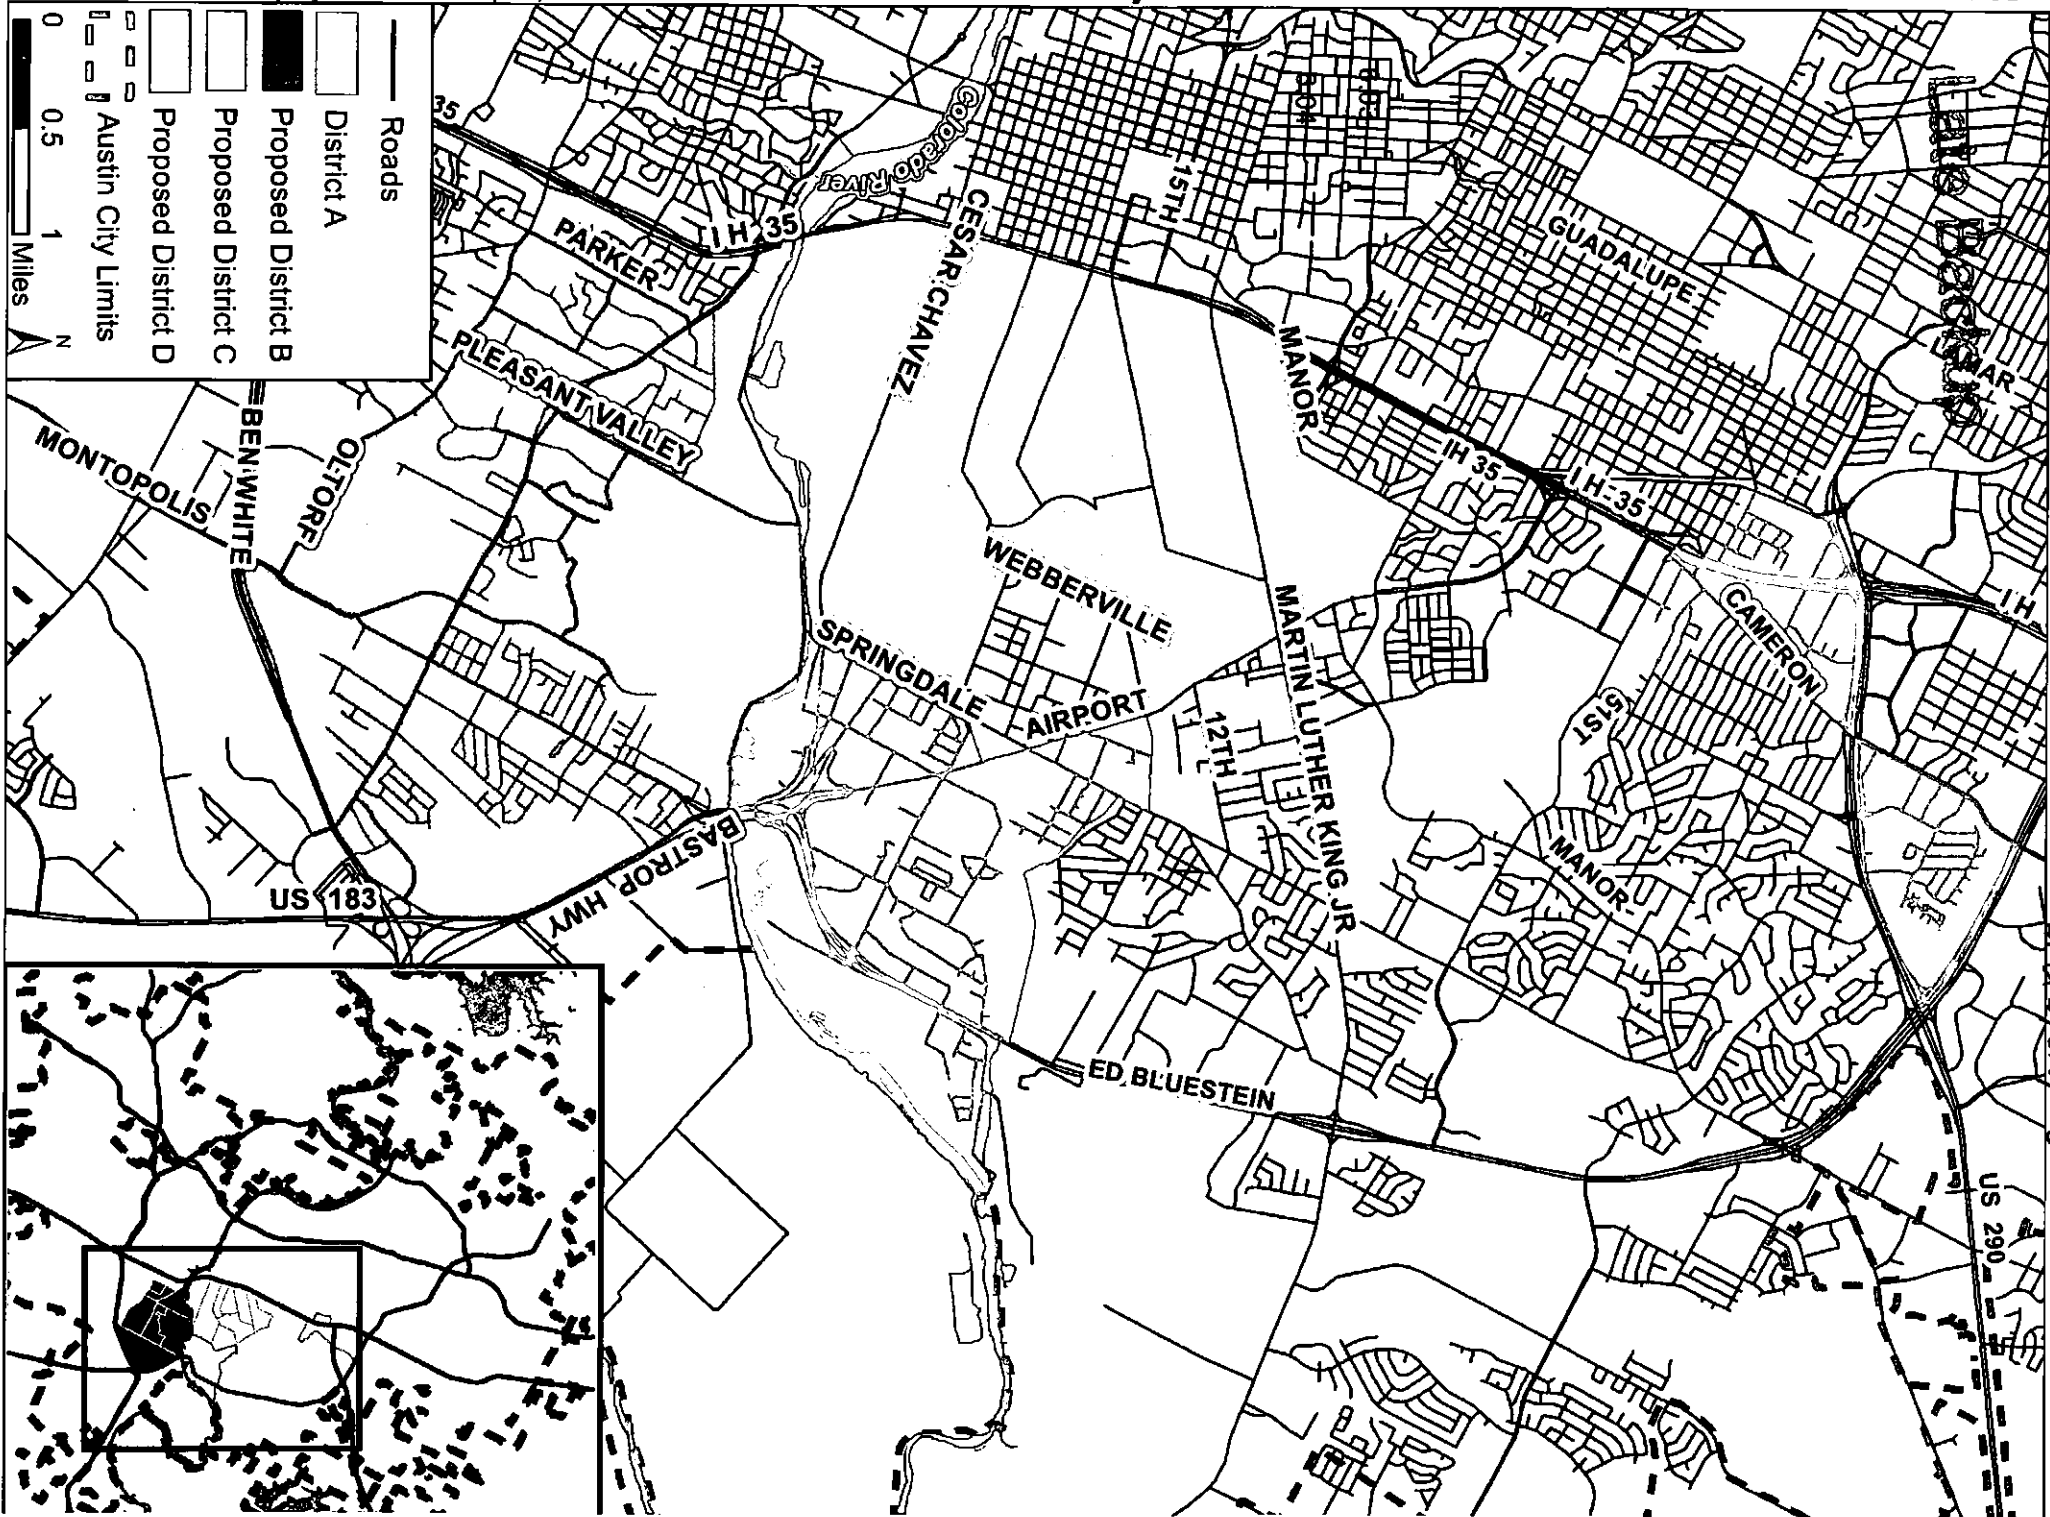 Roads
District A
Proposed District B
Proposed District C
Proposed District D
Austin City Limits
0 0.5 1
Miles
N
35
Colorado River
I H 35
PARKER
PLEASANT VALLEY
CESAR CHAVEZ
15TH
GUADALUPE
MANOR
IH 35
I H-35
I H
BEN WHITE
OLTORF
MONTOPOLIS
WEBBERVILLE
SPRINGDALE
AIRPORT
12TH
MARTIN LUTHER KING JR
CAMERON
51ST
MANOR
BASTROP HWY
US 183
ED BLUESTEIN
US 290